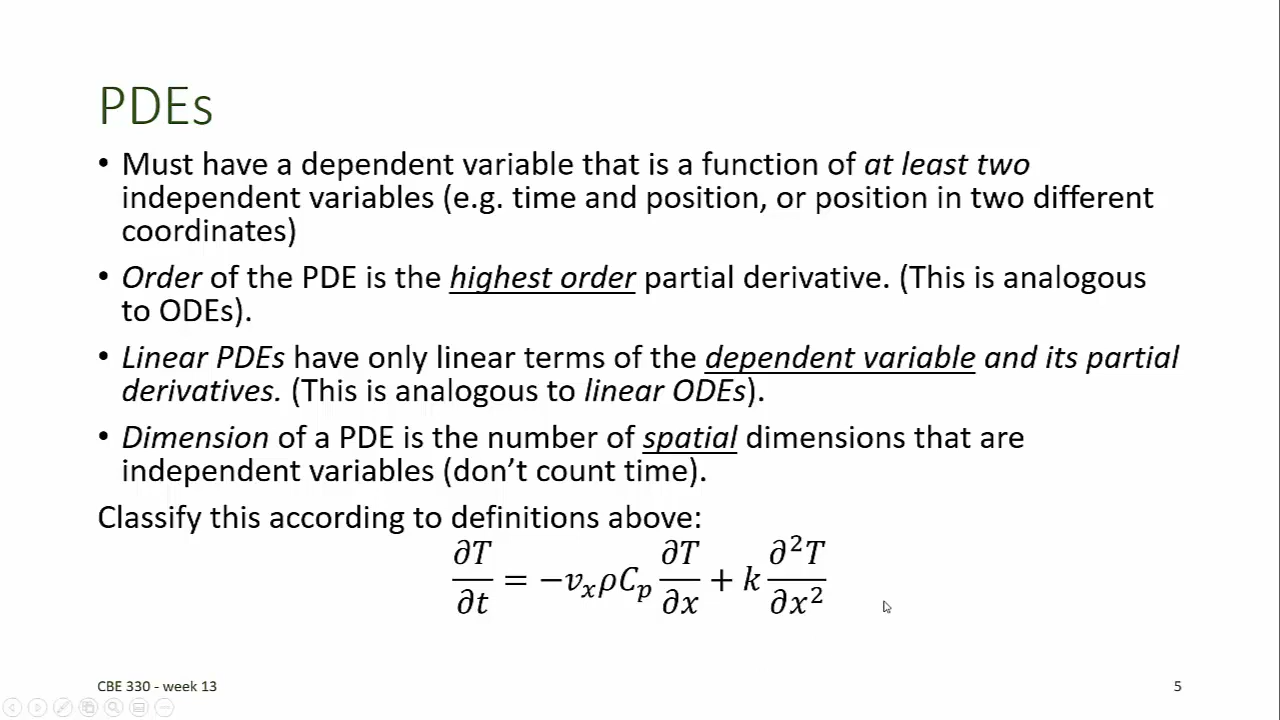 PDEs
• Must have a dependent variable that is a function of at least two
independent variables (e.g. time and position, or position in two different
coordinates)
• Order of the PDE is the highest order partial derivative. (This is analogous
to ODEs).
• Linear PDEs have only linear terms of the dependent variable and its partial
derivatives. (This is analogous to linear ODEs).
• Dimension of a PDE is the number of spatial dimensions that are
independent variables (don't count time).
Classify this according to definitions above:
∂T/∂t = −vₓρCₚ ∂T/∂x + k ∂²T/∂x²
CBE 330 - week 13
5